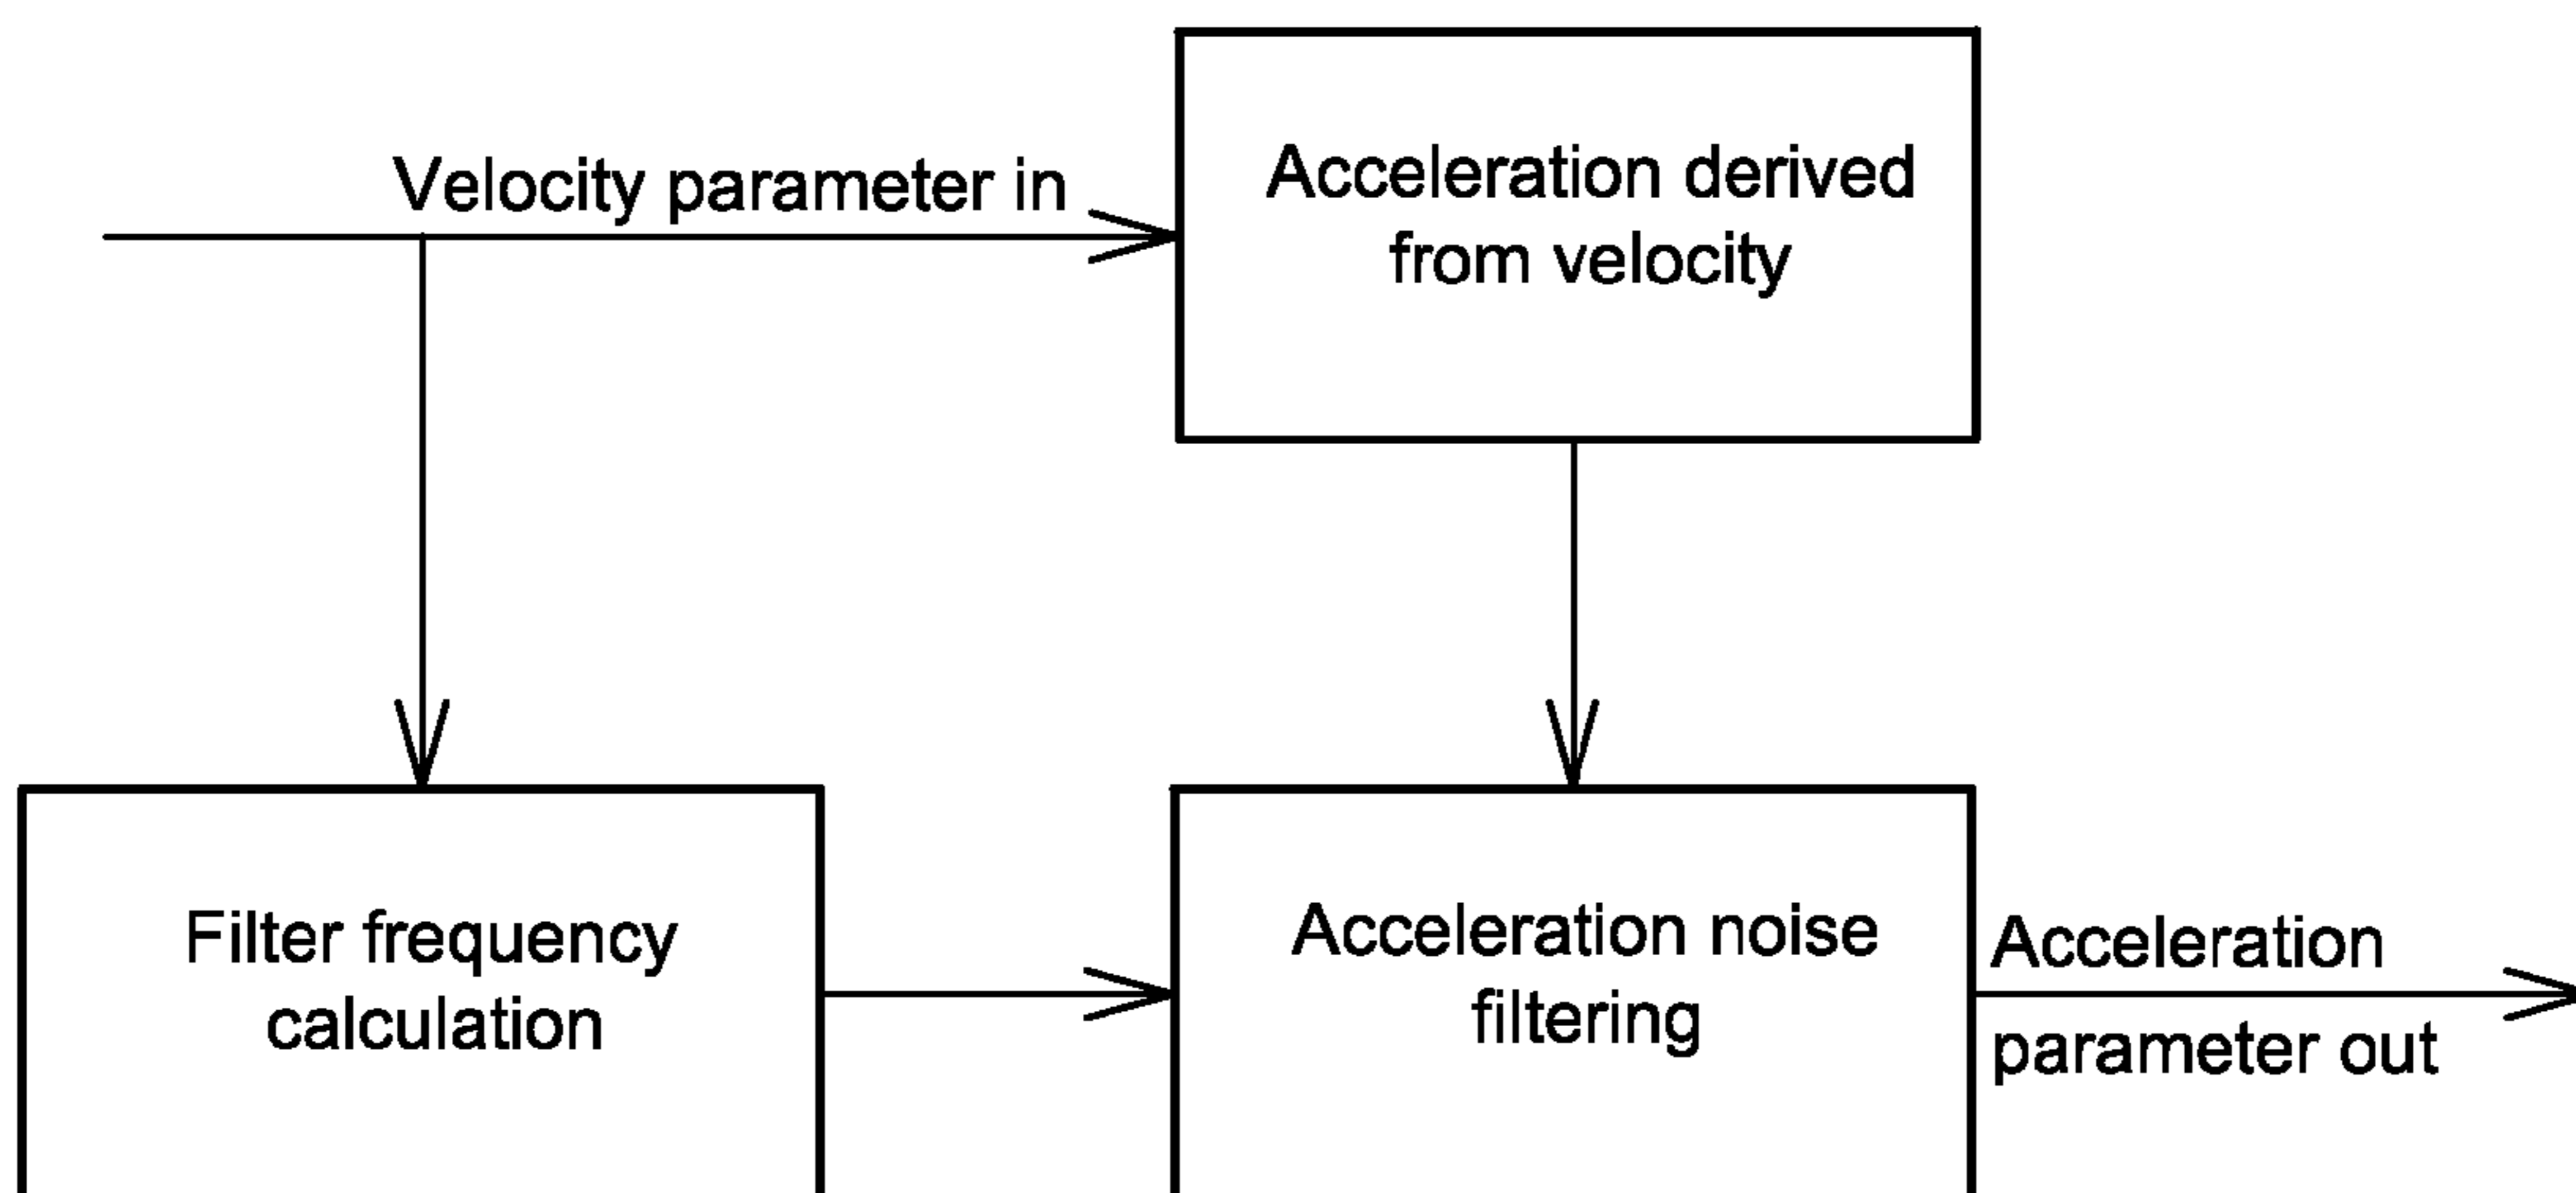 Velocity parameter in
Acceleration derived
from velocity
Filter frequency
calculation
Acceleration noise
filtering
Acceleration
parameter out